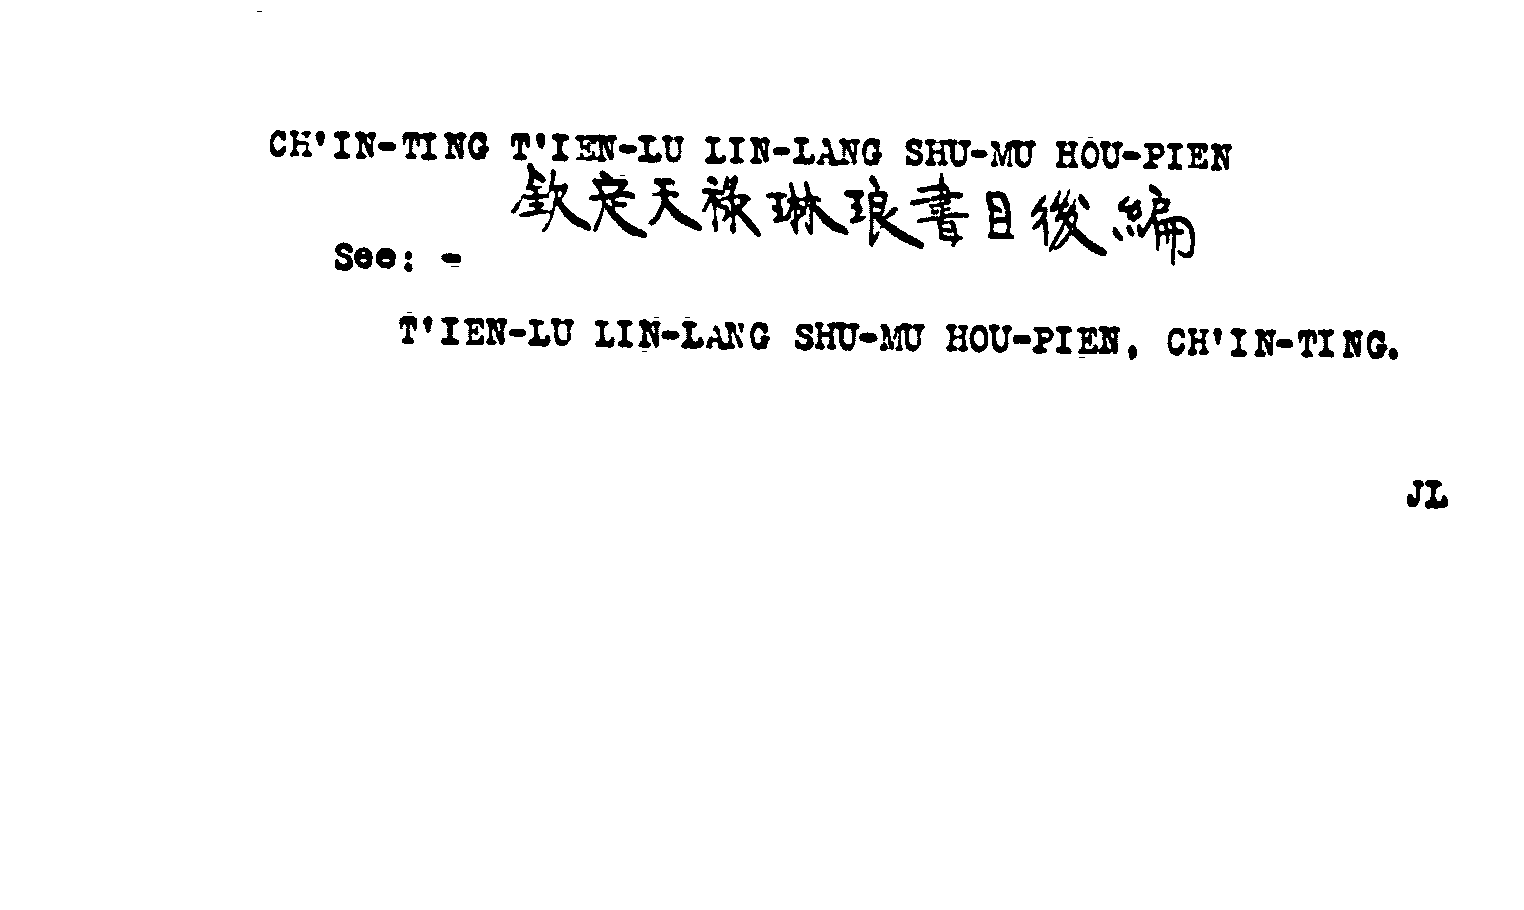 CH'IN-TING T'IEN-LU LIN-LANG SHU-MU HOU-PIEN
欽定天祿琳琅書目後編
See: -
T'IEN-LU LIN-LANG SHU-MU HOU-PIEN, CH'IN-TING.
JL